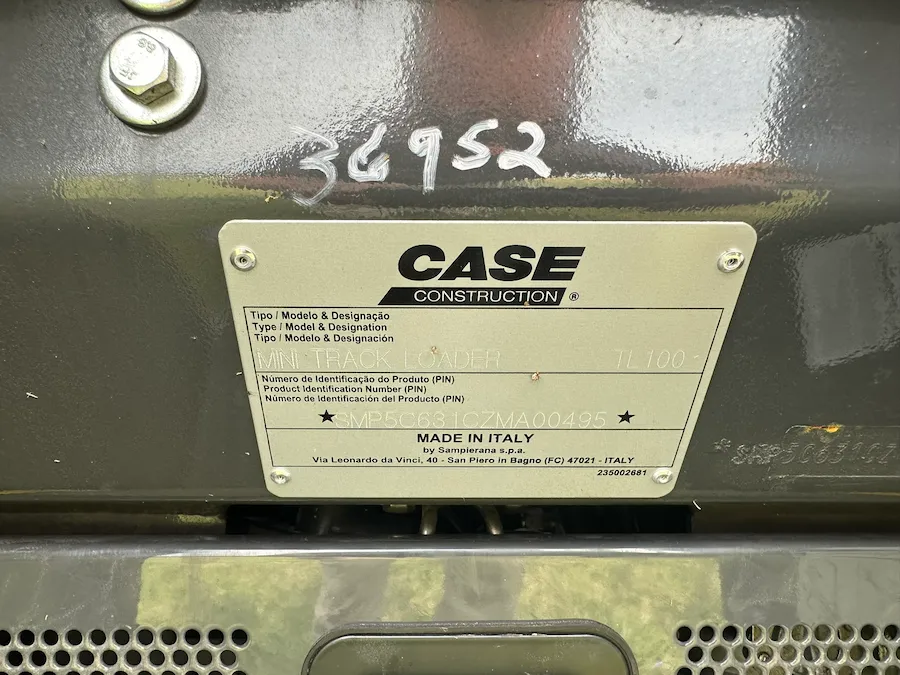 36952
CASE
CONSTRUCTION ®
Tipo / Modelo & Designação
Type / Model & Designation
Tipo / Modelo & Designación
MINI TRACK LOADER TL100
Número de Identificação do Produto (PIN)
Product Identification Number (PIN)
Número de Identificación del Producto (PIN)
★SMP5C631CZMA00495 ★
MADE IN ITALY
by Sampierana s.p.a.
Via Leonardo da Vinci, 40 - San Piero in Bagno (FC) 47021 - ITALY
235002681